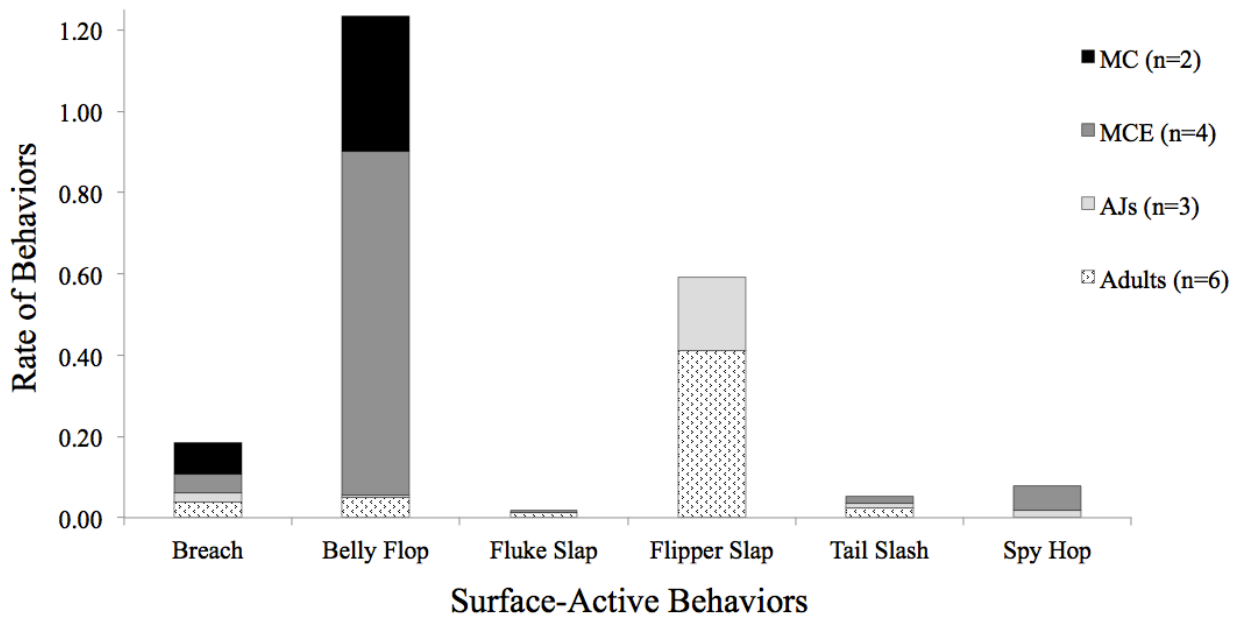 1.20
1.00
0.80
0.60
0.40
0.20
0.00
Rate of Behaviors
MC (n=2)
MCE (n=4)
AJs (n=3)
Adults (n=6)
Breach Belly Flop Fluke Slap Flipper Slap Tail Slash Spy Hop
Surface-Active Behaviors